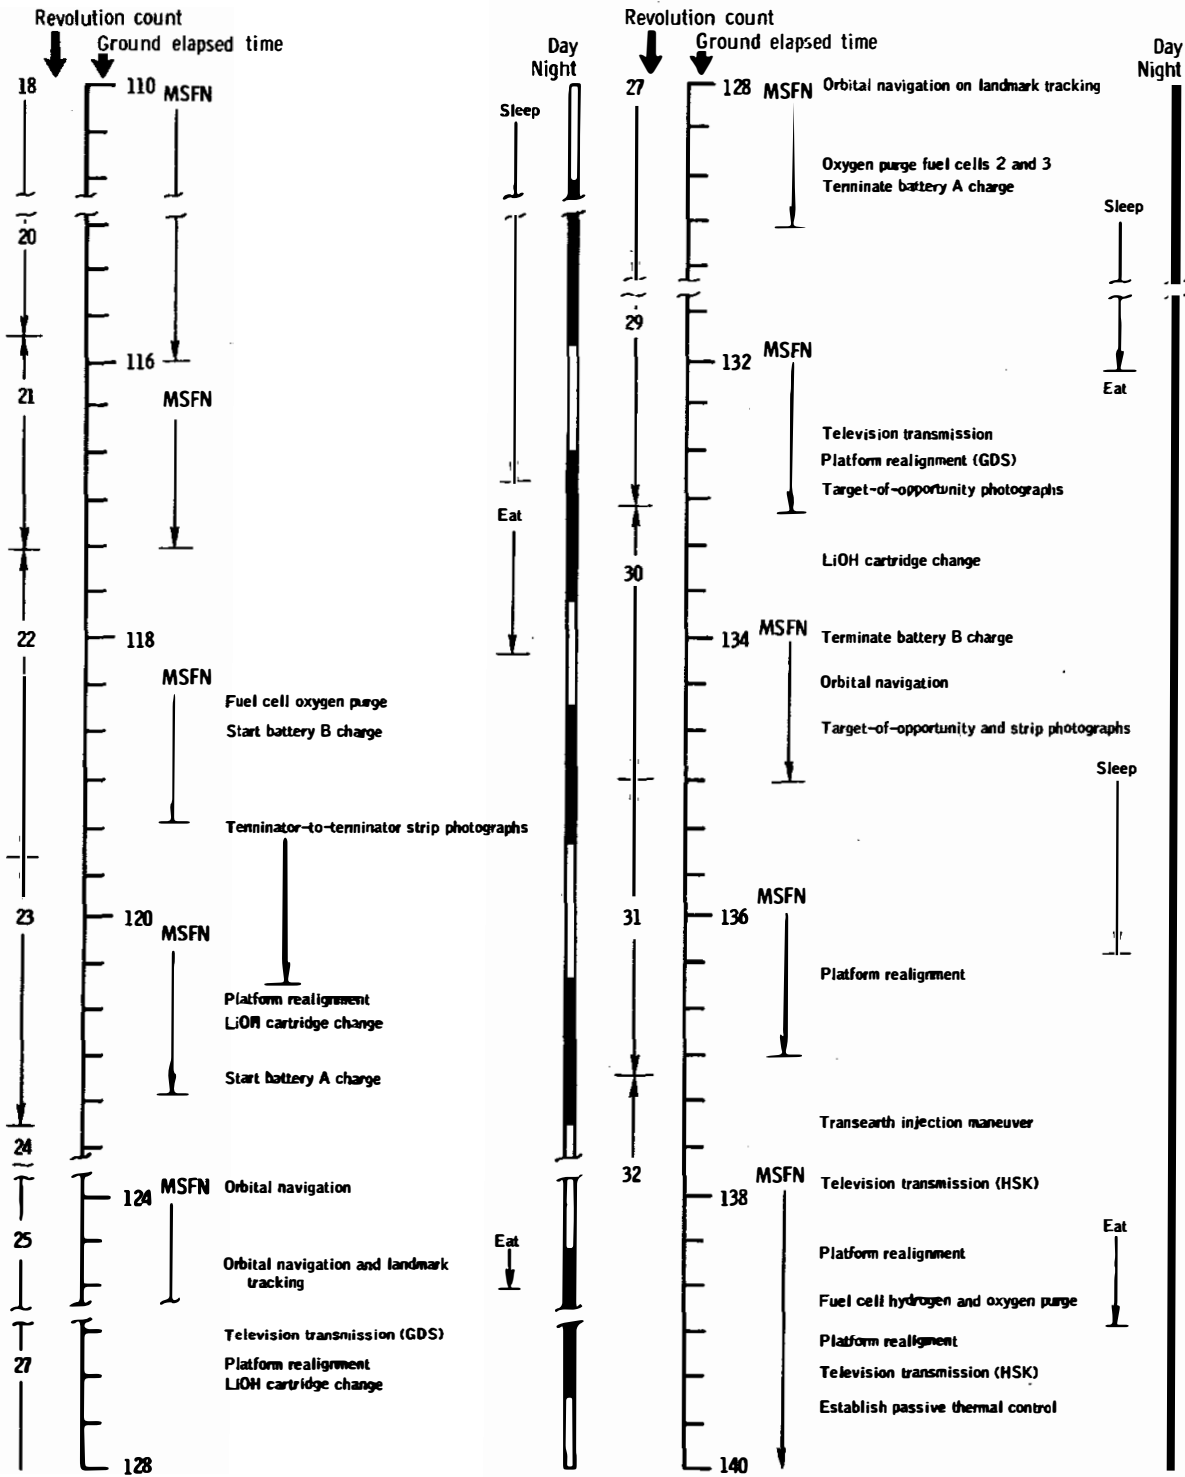 Revolution count
Ground elapsed time
Day
Night
18
110
MSFN
Sleep
20
116
21
MSFN
Eat
22
118
MSFN
Fuel cell oxygen purge
Start battery B charge
Terminator-to-terminator strip photographs
23
120
MSFN
Platform realignment
LiOH cartridge change
Start battery A charge
24
124
MSFN
Orbital navigation
25
Eat
Orbital navigation and landmark
tracking
Television transmission (GDS)
27
Platform realignment
LiOH cartridge change
128
Revolution count
Ground elapsed time
Day
Night
27
128
MSFN
Orbital navigation on landmark tracking
Oxygen purge fuel cells 2 and 3
Terminate battery A charge
Sleep
29
MSFN
132
Eat
Television transmission
Platform realignment (GDS)
Target-of-opportunity photographs
LiOH cartridge change
30
MSFN
134
Terminate battery B charge
Orbital navigation
Target-of-opportunity and strip photographs
Sleep
MSFN
31
136
Platform realignment
Transearth injection maneuver
32
MSFN
138
Television transmission (HSK)
Eat
Platform realignment
Fuel cell hydrogen and oxygen purge
Platform realignment
Television transmission (HSK)
Establish passive thermal control
140